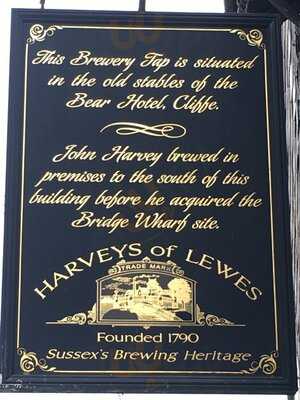 This Brewery Tap is situated
in the old stables of the
Bear Hotel, Cliffe.
John Harvey brewed in
premises to the south of this
building before he acquired the
Bridge Wharf site.
HARVEYS OF LEWES
TRADE MARK
Founded 1790
Sussex's Brewing Heritage